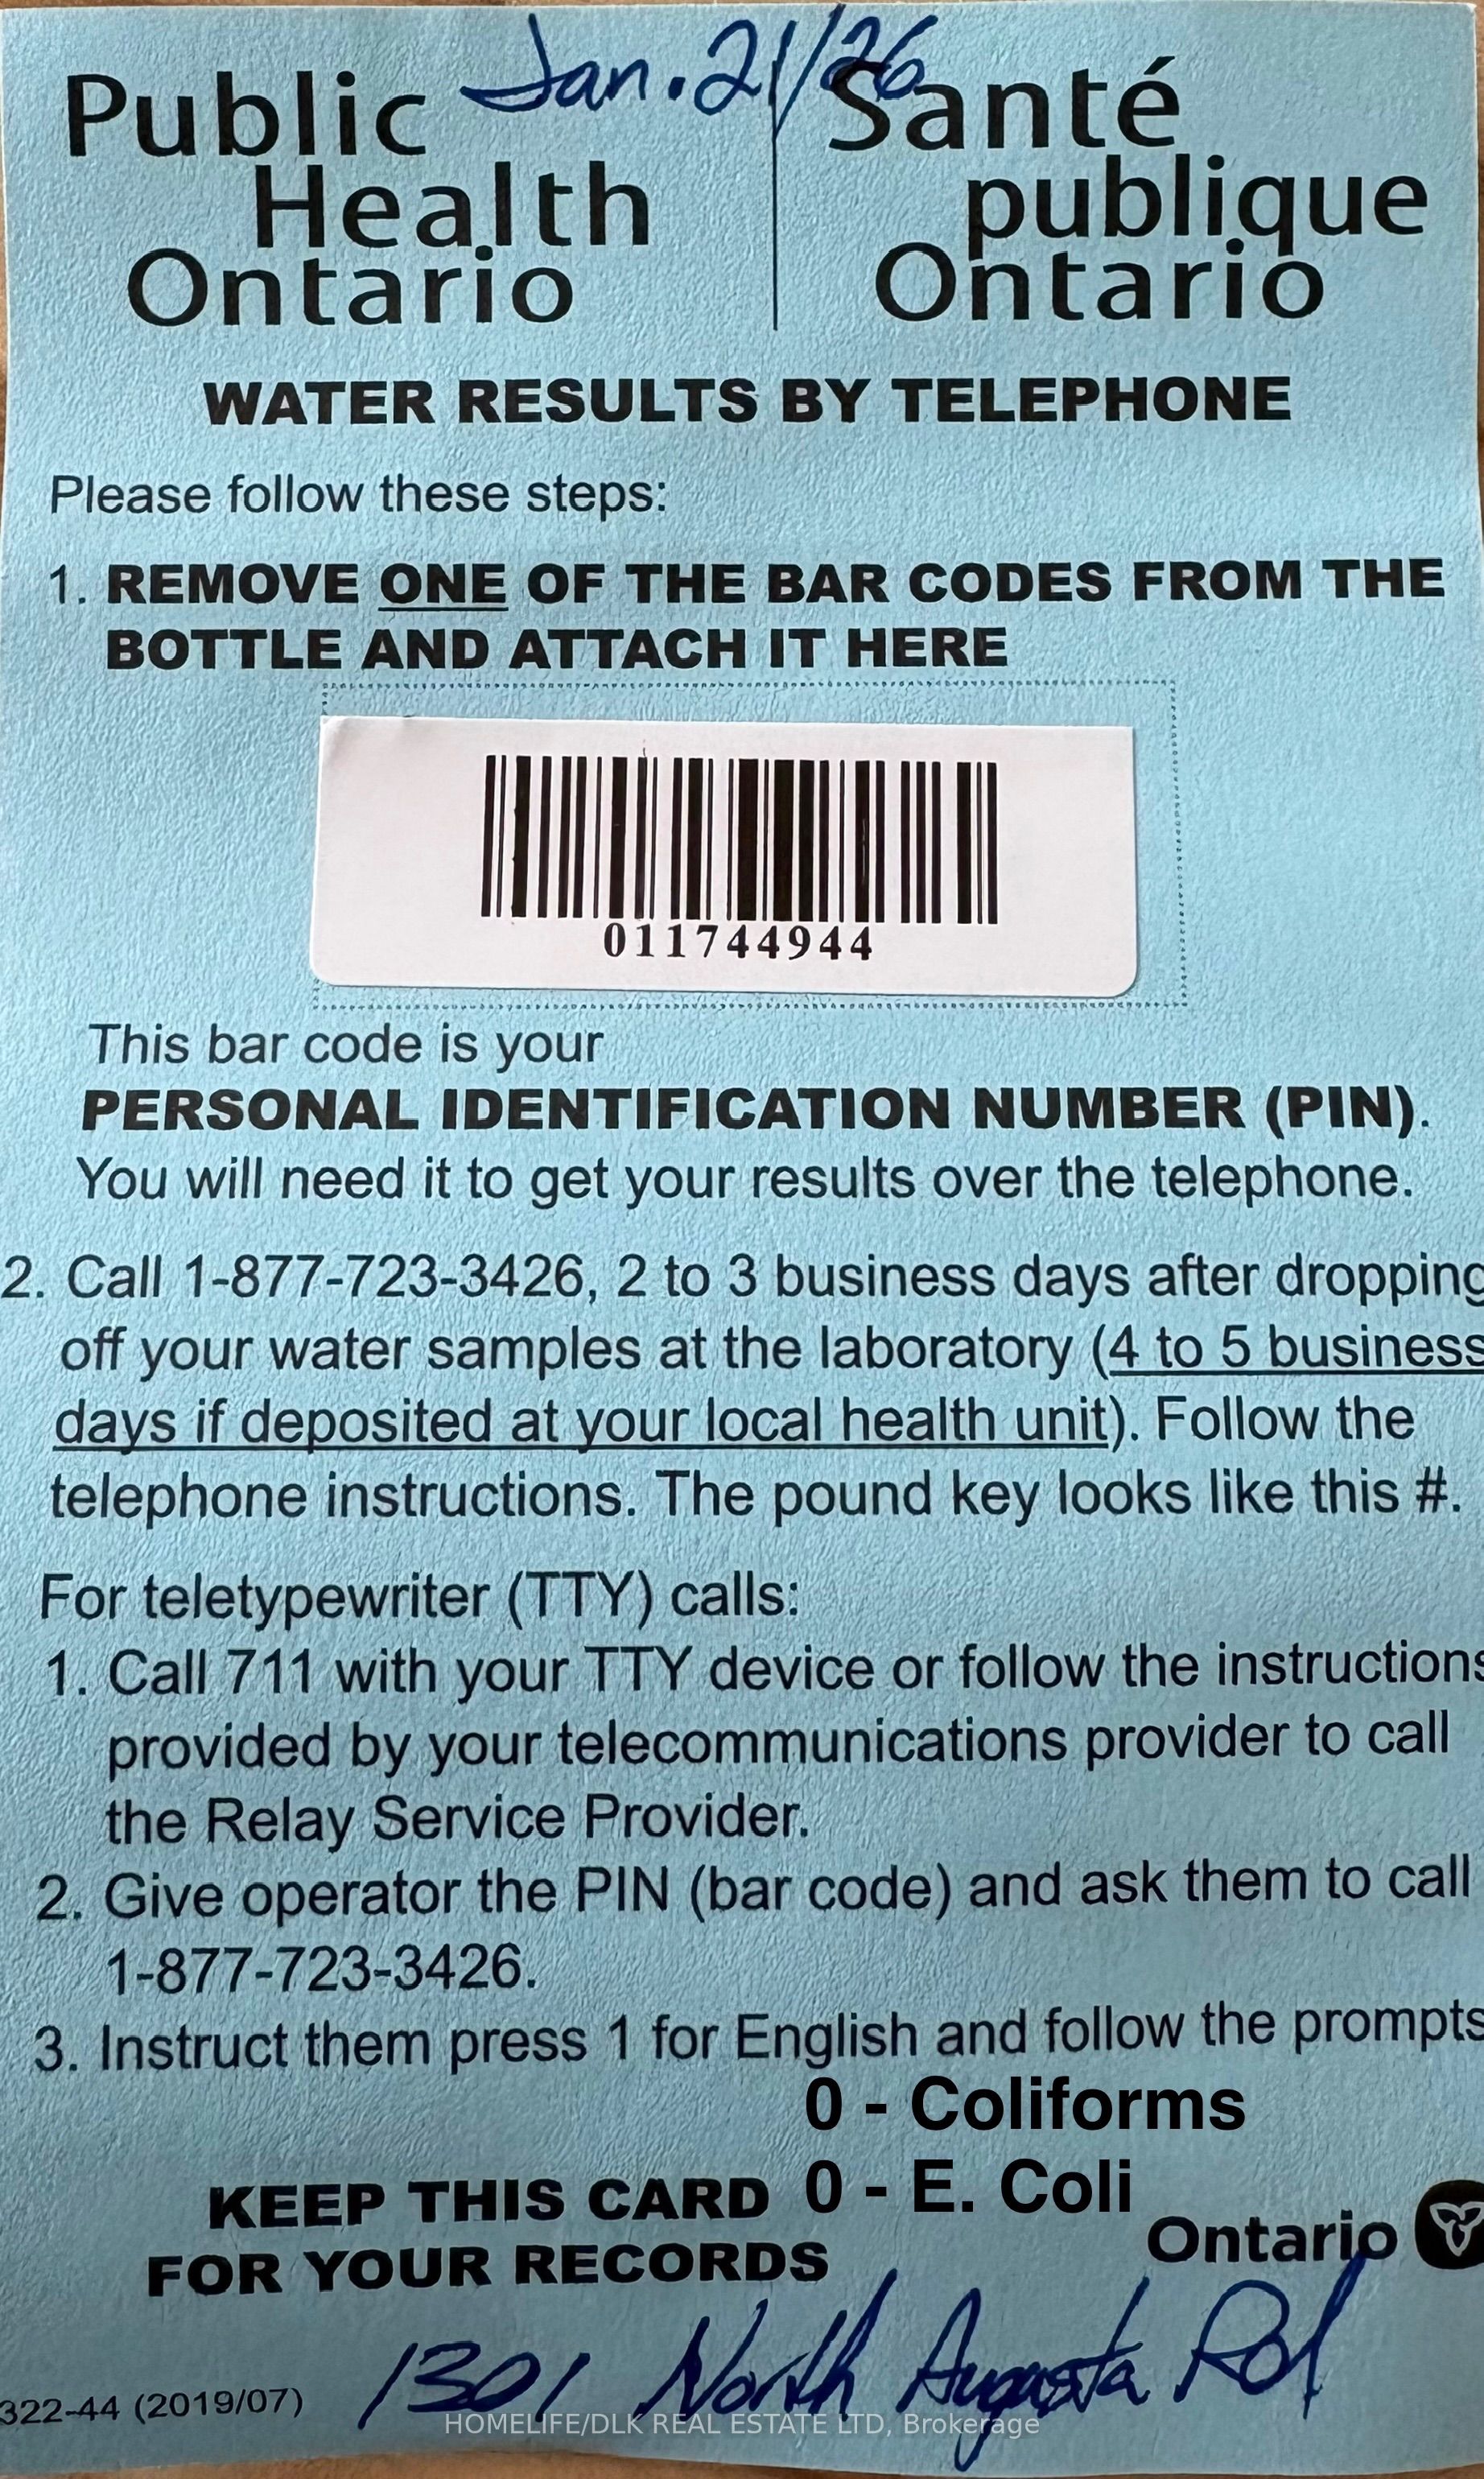 Jan. 21/26
Public
Health
Ontario
Santé
publique
Ontario
WATER RESULTS BY TELEPHONE
Please follow these steps:
1. REMOVE ONE OF THE BAR CODES FROM THE
BOTTLE AND ATTACH IT HERE
011744944
This bar code is your
PERSONAL IDENTIFICATION NUMBER (PIN).
You will need it to get your results over the telephone.
2. Call 1-877-723-3426, 2 to 3 business days after dropping
off your water samples at the laboratory (4 to 5 business
days if deposited at your local health unit). Follow the
telephone instructions. The pound key looks like this #.
For teletypewriter (TTY) calls:
1. Call 711 with your TTY device or follow the instructions
provided by your telecommunications provider to call
the Relay Service Provider.
2. Give operator the PIN (bar code) and ask them to call
1-877-723-3426.
3. Instruct them press 1 for English and follow the prompts
0 - Coliforms
0 - E. Coli
KEEP THIS CARD
FOR YOUR RECORDS
Ontario
1301 North Augusta Rd
322-44 (2019/07)
HOMELIFE/DLK REAL ESTATE LTD, Brokerage